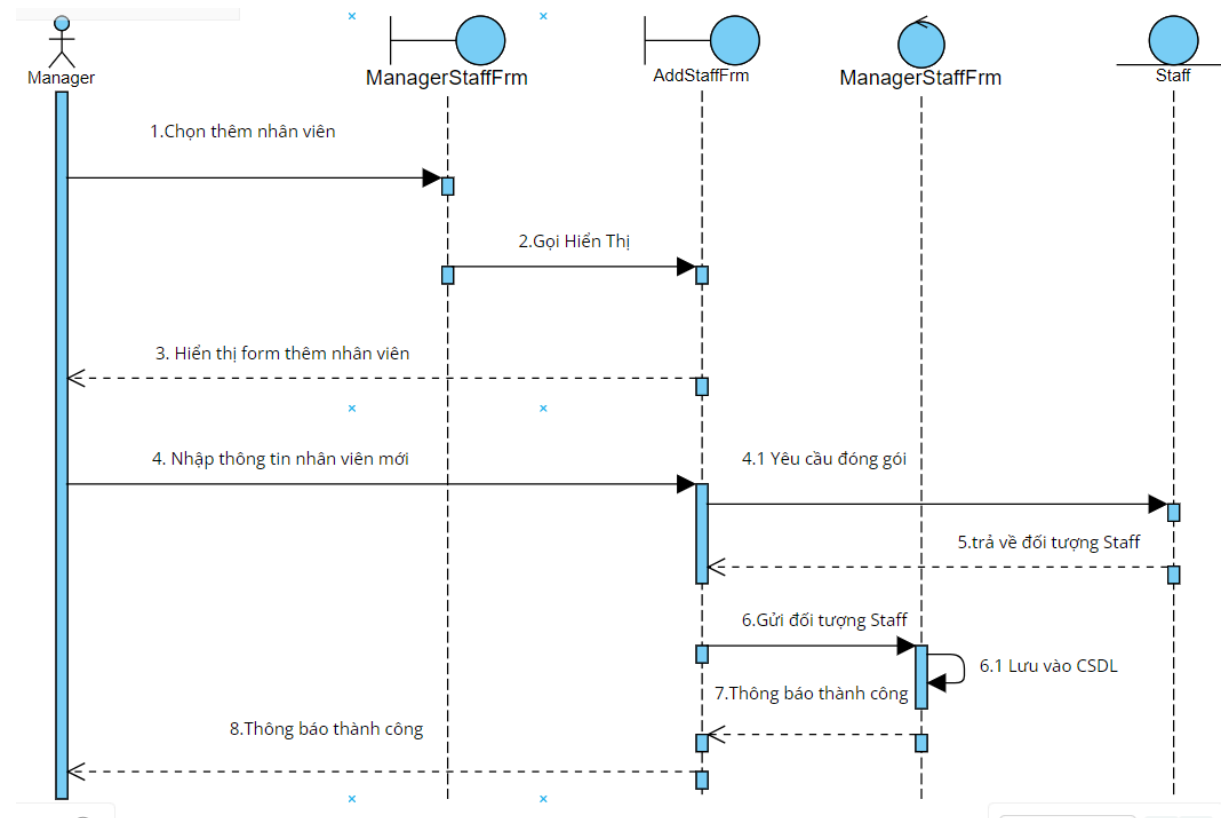 Manager
ManagerStaffFrm
AddStaffFrm
ManagerStaffFrm
Staff
1.Chọn thêm nhân viên
2.Gọi Hiển Thị
3. Hiển thị form thêm nhân viên
4. Nhập thông tin nhân viên mới
4.1 Yêu cầu đóng gói
5.trả về đối tượng Staff
6.Gửi đối tượng Staff
6.1 Lưu vào CSDL
7.Thông báo thành công
8.Thông báo thành công